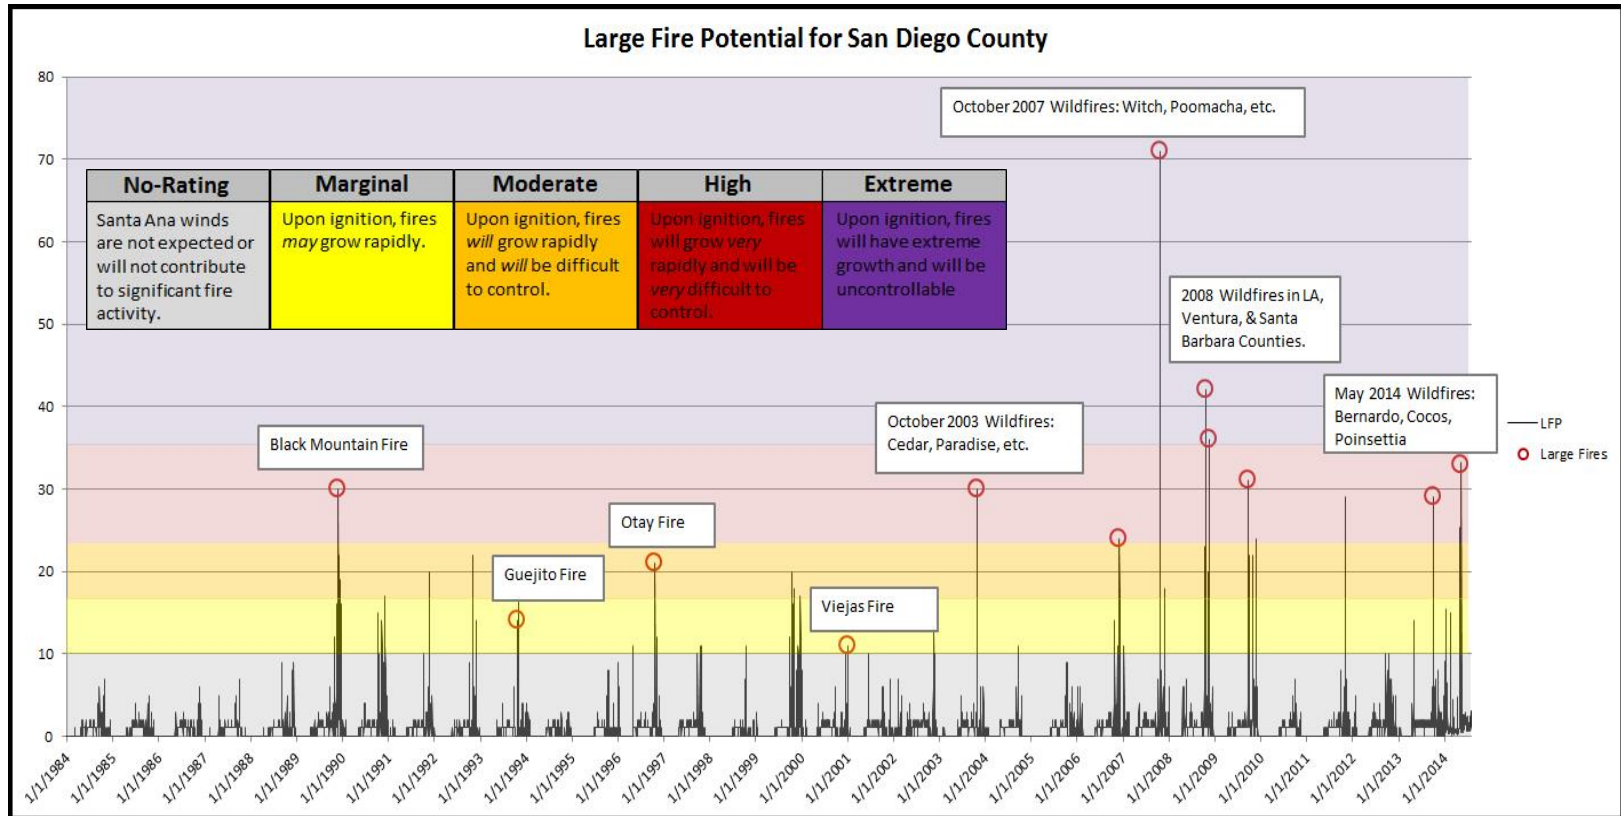 Large Fire Potential for San Diego County
80
70
60
50
40
30
20
10
0
No-Rating
Santa Ana winds
are not expected or
will not contribute
to significant fire
activity.
Marginal
Upon ignition, fires
may grow rapidly.
Moderate
Upon ignition, fires
will grow rapidly
and will be difficult
to control.
High
Upon ignition, fires
will grow very
rapidly and will be
very difficult to
control.
Extreme
Upon ignition, fires
will have extreme
growth and will be
uncontrollable
Black Mountain Fire
Guejito Fire
Otay Fire
Viejas Fire
October 2003 Wildfires:
Cedar, Paradise, etc.
October 2007 Wildfires: Witch, Poomacha, etc.
2008 Wildfires in LA,
Ventura, & Santa
Barbara Counties.
May 2014 Wildfires:
Bernardo, Cocos,
Poinsettia
LFP
Large Fires
1/1/1984
1/1/1985
1/1/1986
1/1/1987
1/1/1988
1/1/1989
1/1/1990
1/1/1991
1/1/1992
1/1/1993
1/1/1994
1/1/1995
1/1/1996
1/1/1997
1/1/1998
1/1/1999
1/1/2000
1/1/2001
1/1/2002
1/1/2003
1/1/2004
1/1/2005
1/1/2006
1/1/2007
1/1/2008
1/1/2009
1/1/2010
1/1/2011
1/1/2012
1/1/2013
1/1/2014